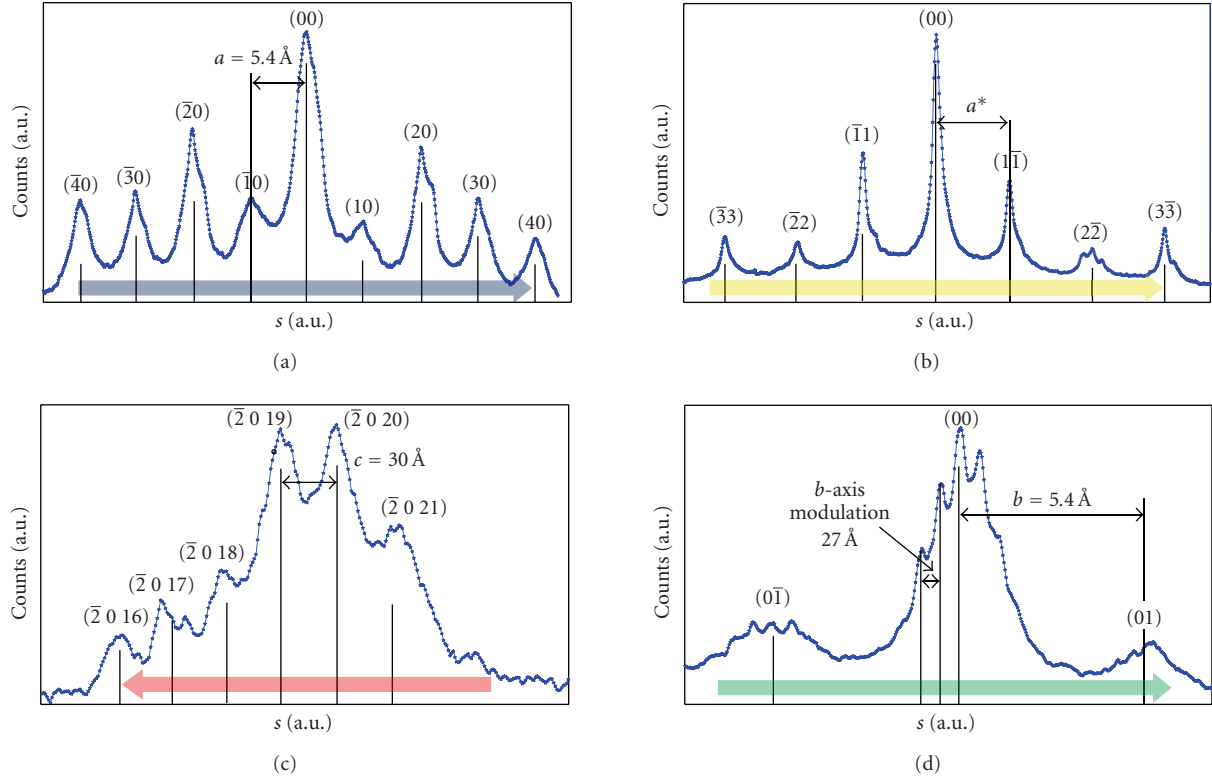 (00)
a = 5.4 Å
(2̅0)
(20)
(4̅0)
(3̅0)
(1̅0)
(10)
(30)
(40)
Counts (a.u.)
s (a.u.)
(a)
(00)
a*
(1̅1)
(11̅)
(3̅3)
(2̅2)
(22̅)
(33̅)
Counts (a.u.)
s (a.u.)
(b)
(2̅ 0 19)
(2̅ 0 20)
c = 30 Å
(2̅ 0 21)
(2̅ 0 18)
(2̅ 0 17)
(2̅ 0 16)
Counts (a.u.)
s (a.u.)
(c)
(00)
b-axis
modulation
27 Å
b = 5.4 Å
(01̅)
(01)
Counts (a.u.)
s (a.u.)
(d)